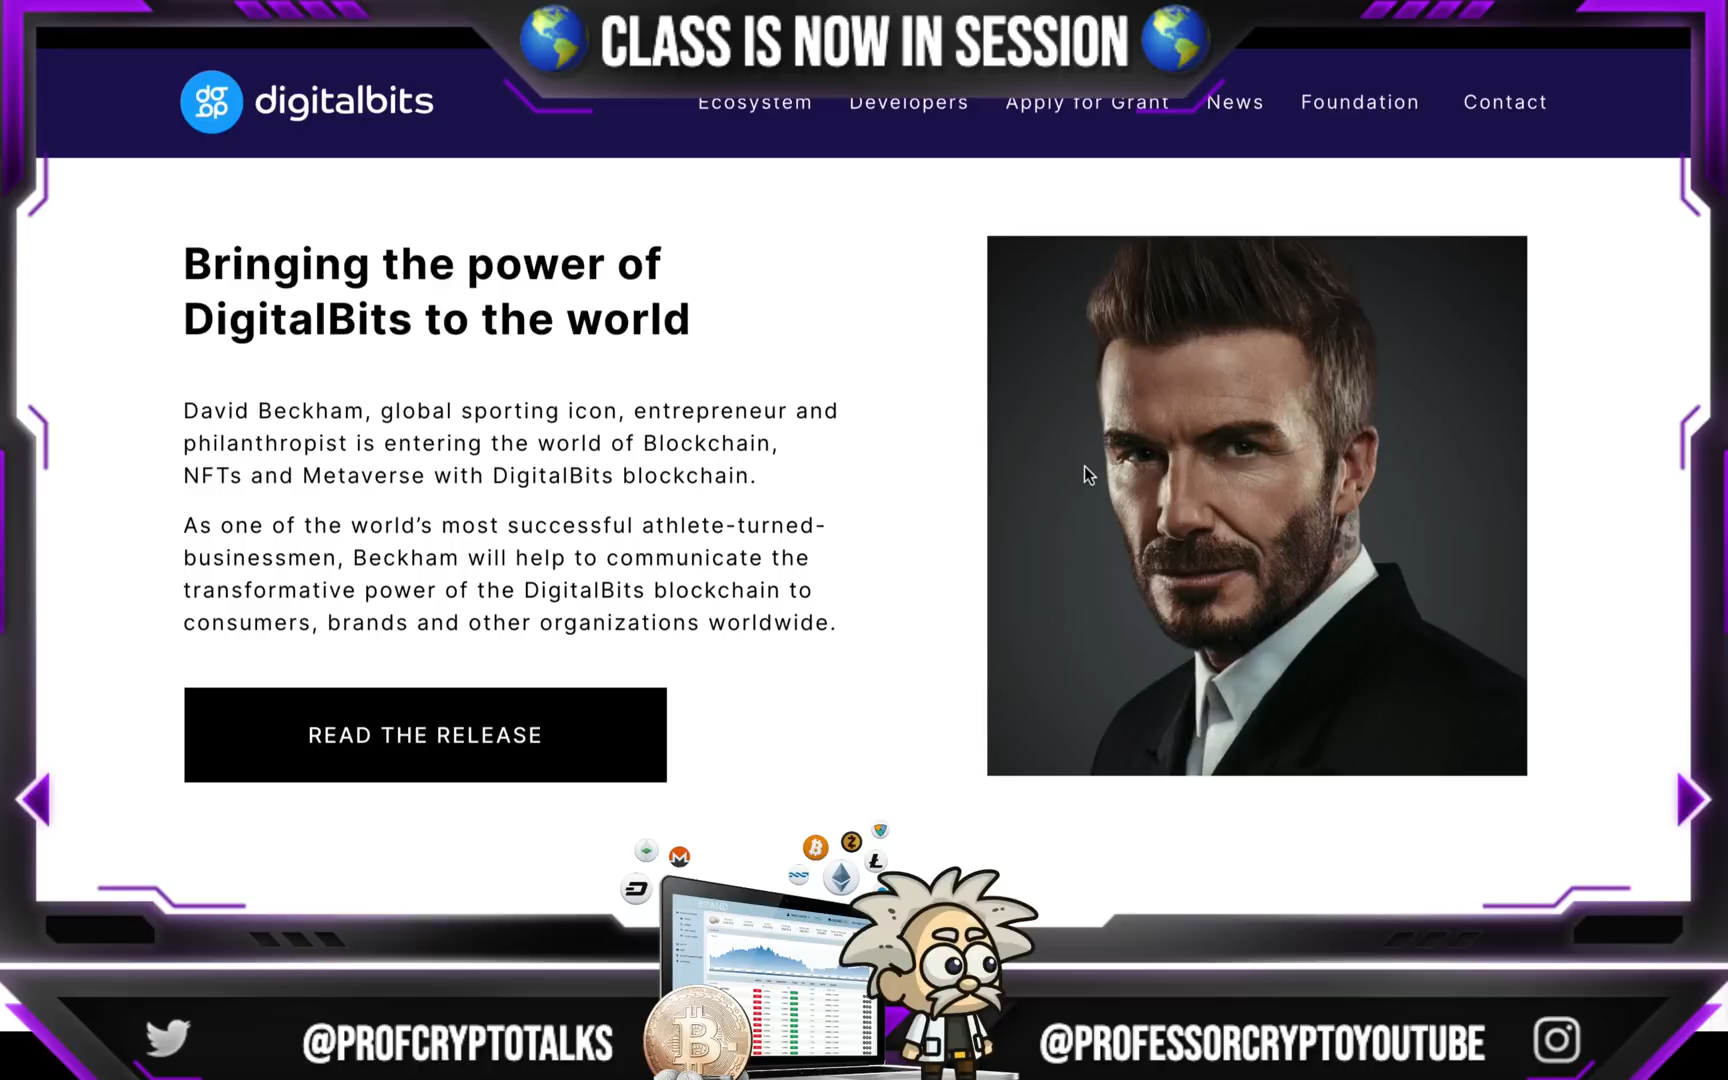 CLASS IS NOW IN SESSION
digitalbits
Ecosystem Developers Apply for Grant News Foundation Contact
Bringing the power of
DigitalBits to the world
David Beckham, global sporting icon, entrepreneur and
philanthropist is entering the world of Blockchain,
NFTs and Metaverse with DigitalBits blockchain.
As one of the world’s most successful athlete-turned-
businessmen, Beckham will help to communicate the
transformative power of the DigitalBits blockchain to
consumers, brands and other organizations worldwide.
READ THE RELEASE
@PROFCRYPTOTALKS
@PROFESSORCRYPTOYOUTUBE